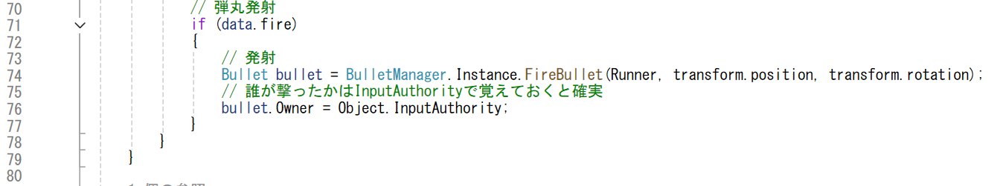 70 // 弾丸発射
71 if (data.fire)
72 {
73 // 発射
74 Bullet bullet = BulletManager.Instance.FireBullet(Runner, transform.position, transform.rotation);
75 // 誰が撃ったかはInputAuthorityで覚えておくと確実
76 bullet.Owner = Object.InputAuthority;
77 }
78 }
79 }
80